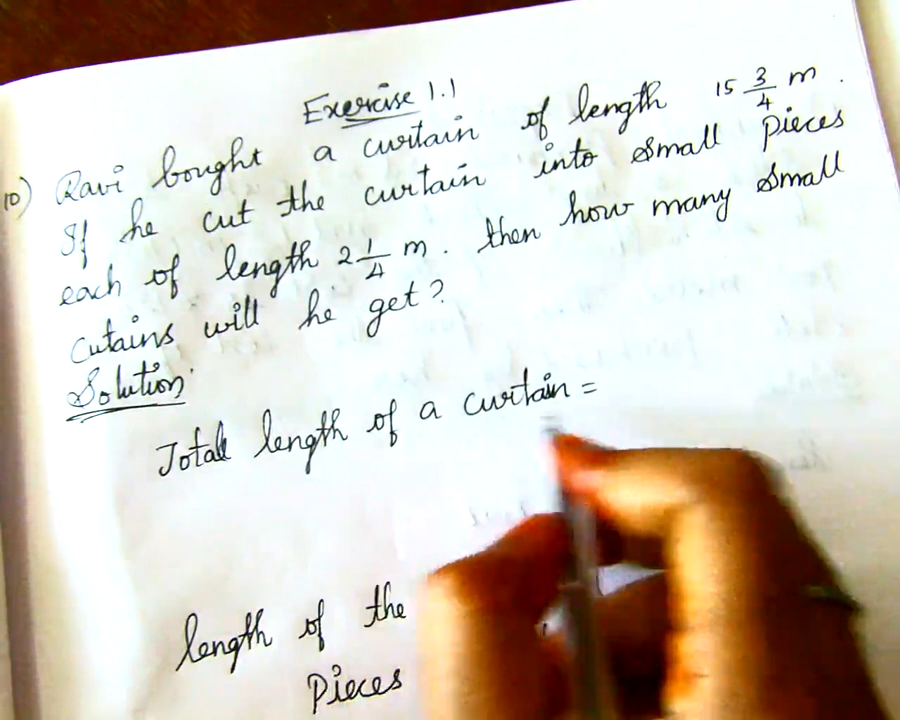 Exercise 1.1
10) Ravi bought a curtain of length 15 3/4 m.
If he cut the curtain into small pieces
each of length 2 1/4 m. then how many small
cutains will he get?
Solution:
Total length of a curtain =
length of the
Pieces